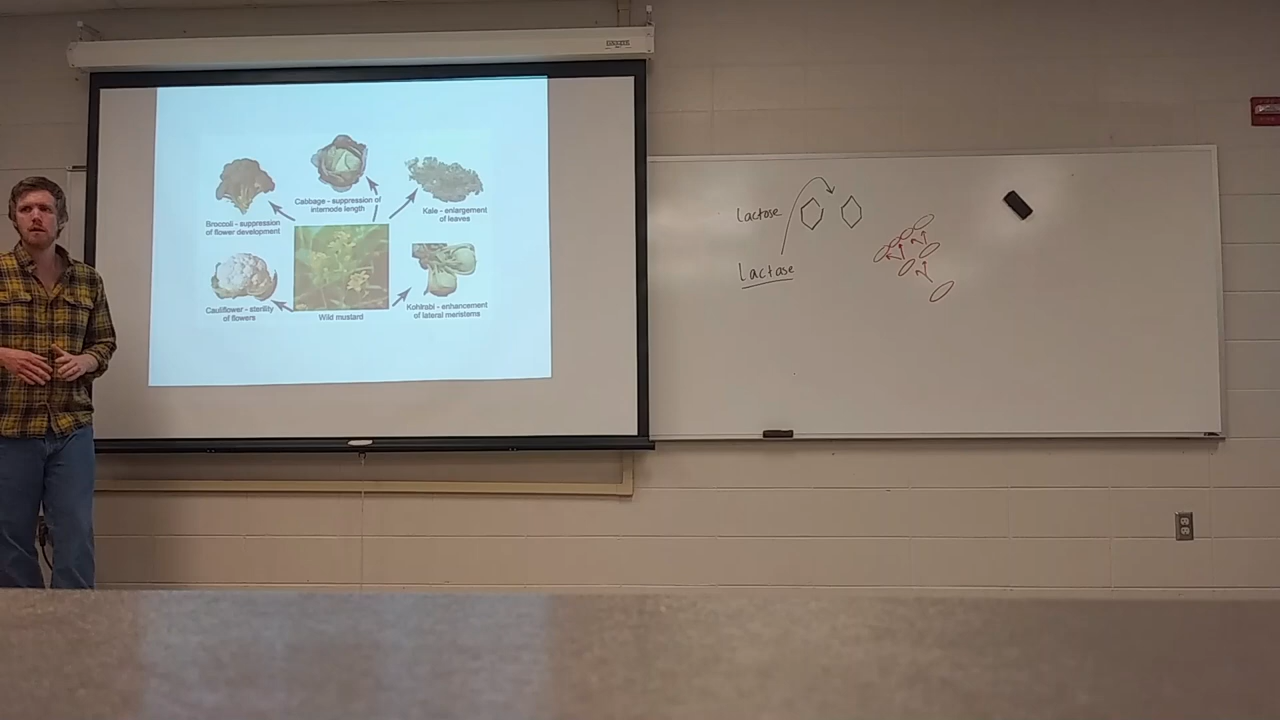 Cabbage - suppression of
internode length
Broccoli - suppression
of flower development
Kale - enlargement
of leaves
Cauliflower - sterility
of flowers
Wild mustard
Kohlrabi - enhancement
of lateral meristems
Lactose
Lactase